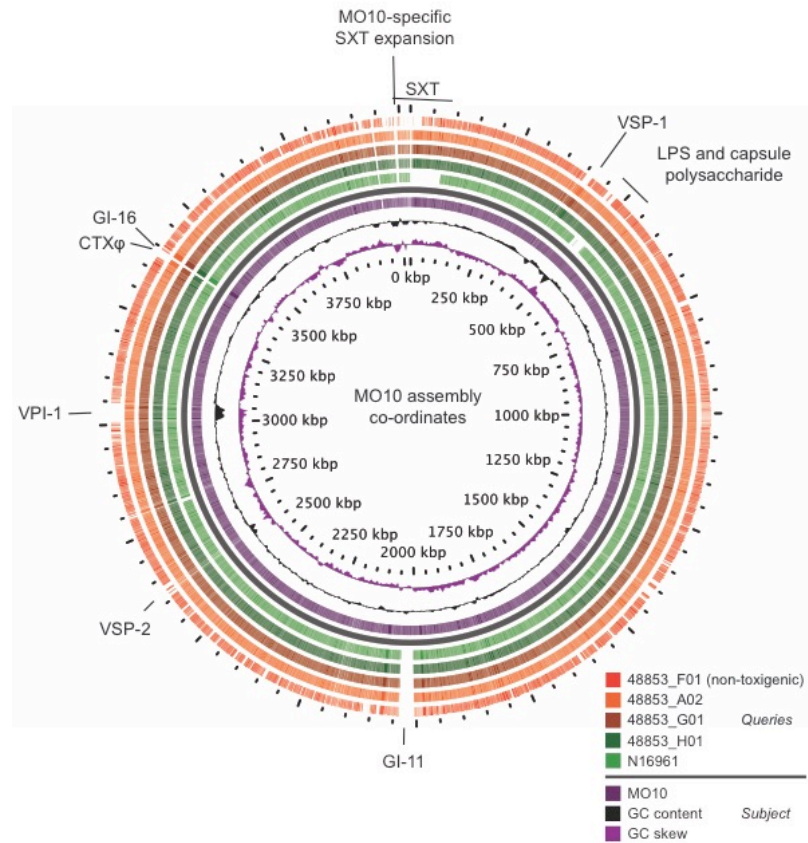 MO10-specific
SXT expansion
SXT
VSP-1
LPS and capsule
polysaccharide
GI-16
CTXφ
0 kbp
250 kbp
500 kbp
750 kbp
1000 kbp
1250 kbp
1500 kbp
1750 kbp
2000 kbp
2250 kbp
2500 kbp
2750 kbp
3000 kbp
3250 kbp
3500 kbp
3750 kbp
MO10 assembly
co-ordinates
VPI-1
VSP-2
GI-11
48853_F01 (non-toxigenic)
48853_A02
48853_G01 Queries
48853_H01
N16961
MO10
GC content Subject
GC skew